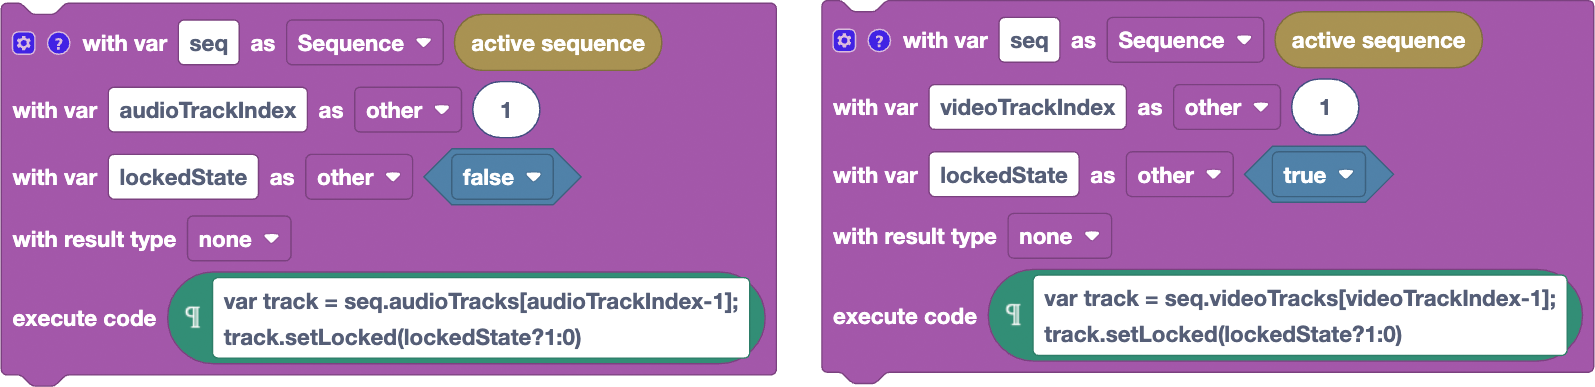 ? with var seq as Sequence active sequence
with var audioTrackIndex as other 1
with var lockedState as other false
with result type none
execute code ¶ var track = seq.audioTracks[audioTrackIndex-1];
track.setLocked(lockedState?1:0)
? with var seq as Sequence active sequence
with var videoTrackIndex as other 1
with var lockedState as other true
with result type none
execute code ¶ var track = seq.videoTracks[videoTrackIndex-1];
track.setLocked(lockedState?1:0)